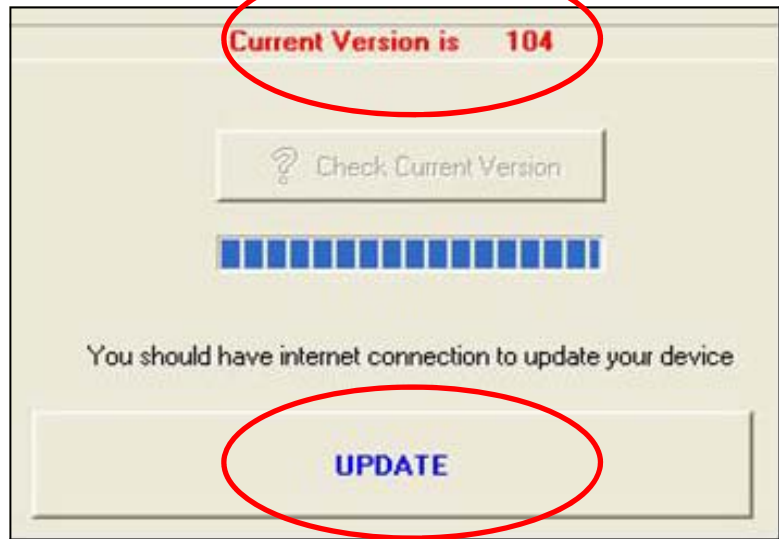 Current Version is 104
? Check Current Version
You should have internet connection to update your device
UPDATE